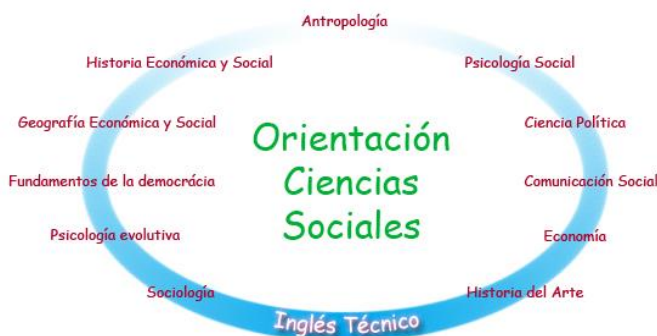 Antropología
Historia Económica y Social
Psicología Social
Geografía Económica y Social
Ciencia Política
Orientación
Ciencias
Sociales
Fundamentos de la democrácia
Comunicación Social
Psicología evolutiva
Economía
Sociología
Historia del Arte
Inglés Técnico